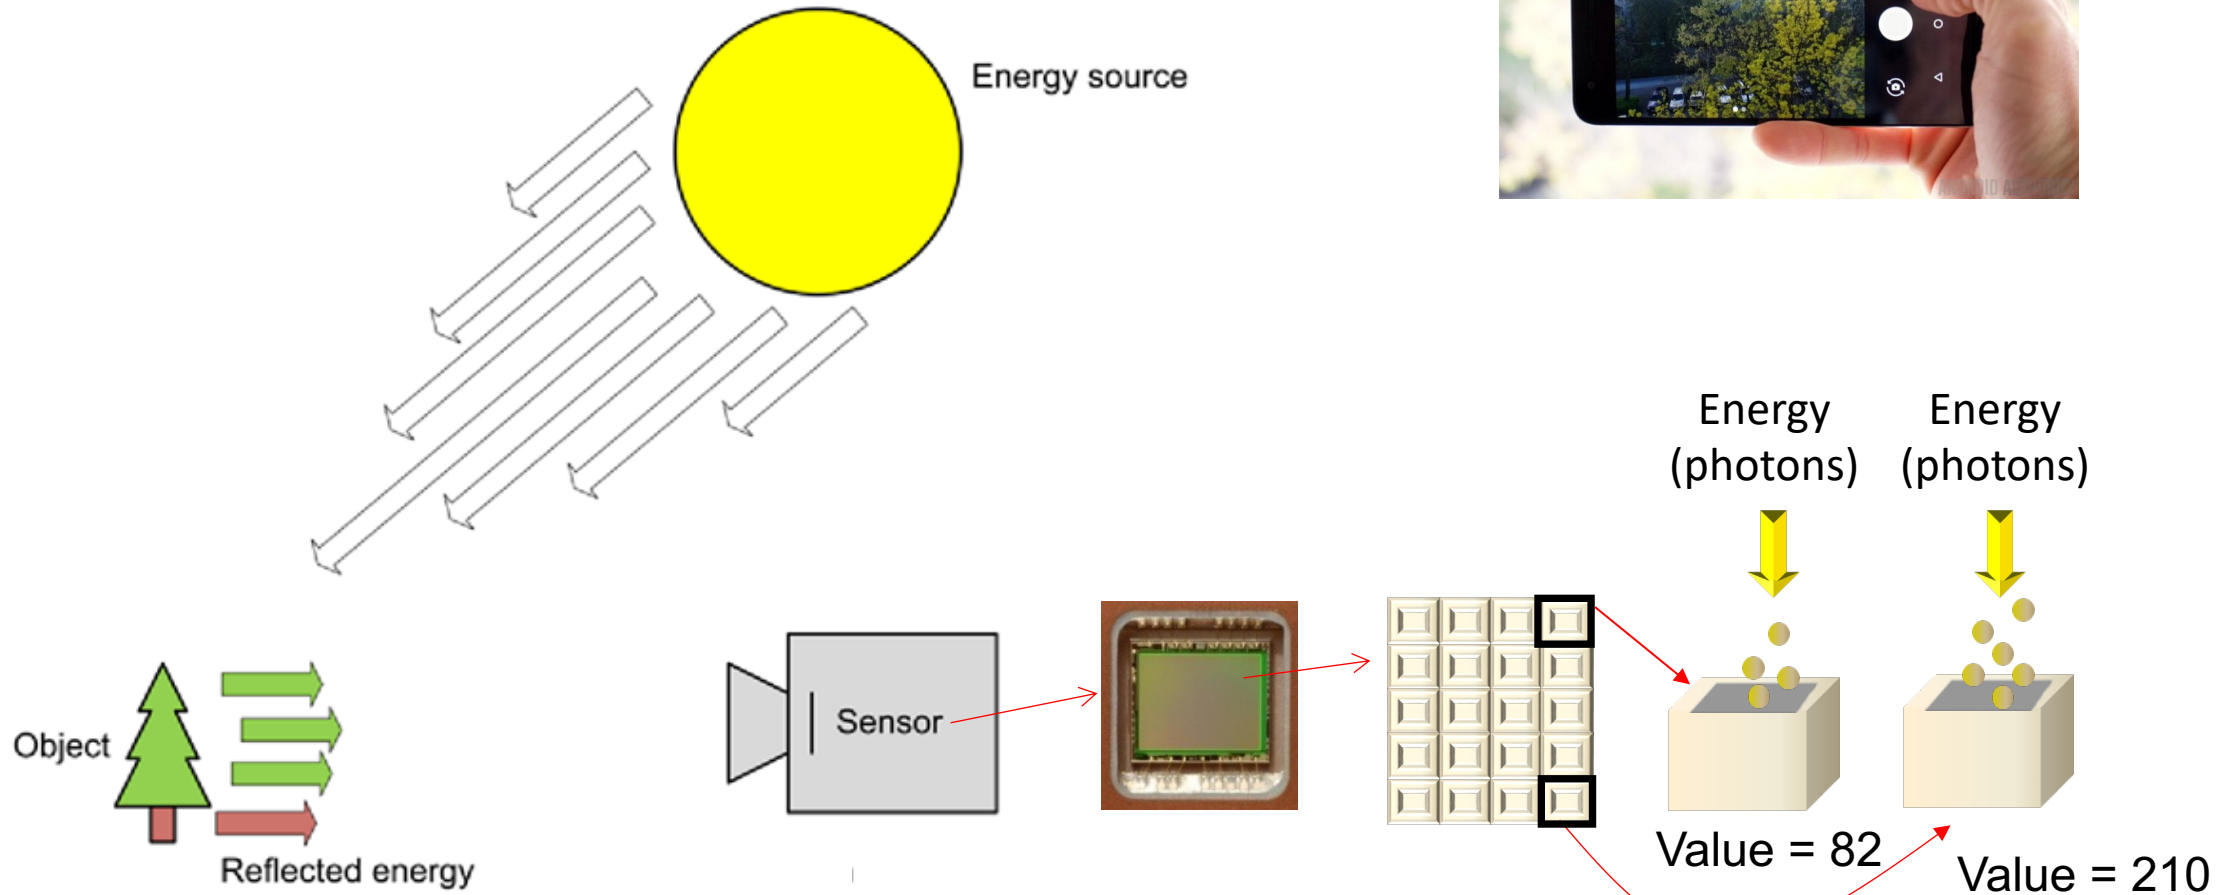 Energy source
Energy
(photons)
Energy
(photons)
Object
Sensor
Reflected energy
Value = 82
Value = 210